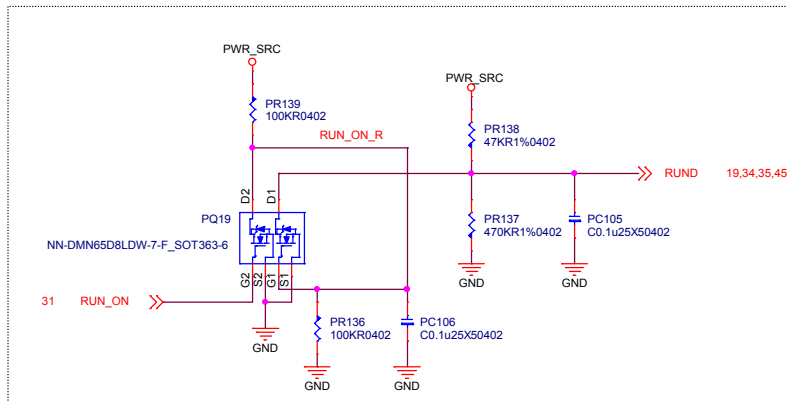 PWR_SRC
PR139
100KR0402
RUN_ON_R
PWR_SRC
PR138
47KR1%0402
RUND 19,34,35,45
D2
D1
PQ19
NN-DMN65D8LDW-7-F_SOT363-6
G2
S2
G1
S1
PR137
470KR1%0402
PC105
C0.1u25X50402
GND
GND
31 RUN_ON
GND
PR136
100KR0402
PC106
C0.1u25X50402
GND
GND